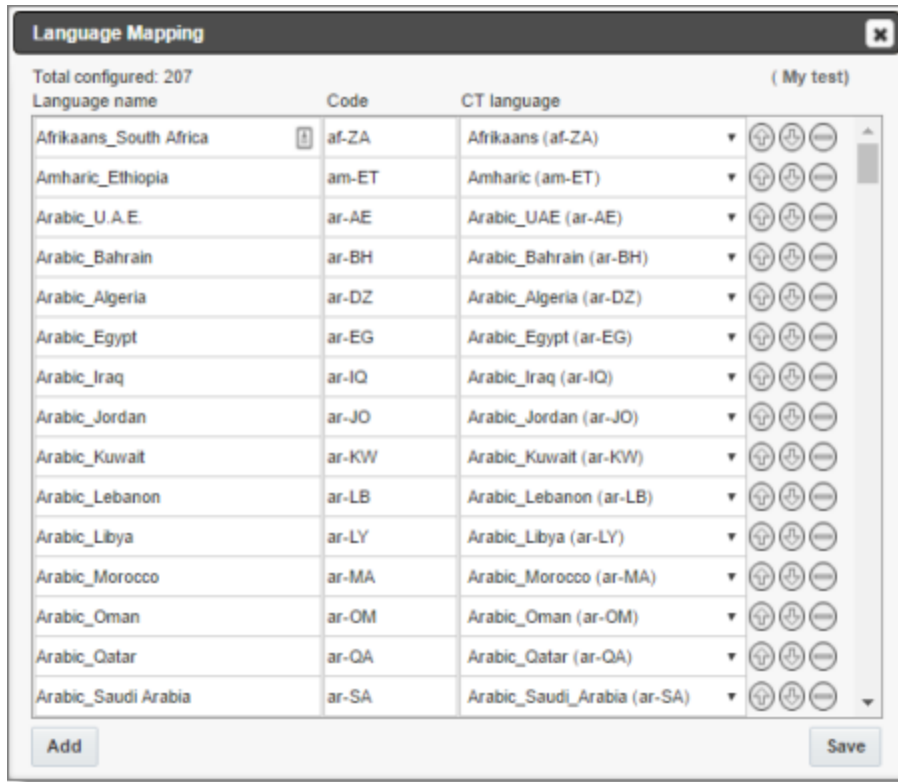 Language Mapping
Total configured: 207 ( My test)
Language name Code CT language
Afrikaans_South Africa af-ZA Afrikaans (af-ZA)
Amharic_Ethiopia am-ET Amharic (am-ET)
Arabic_U.A.E. ar-AE Arabic_UAE (ar-AE)
Arabic_Bahrain ar-BH Arabic_Bahrain (ar-BH)
Arabic_Algeria ar-DZ Arabic_Algeria (ar-DZ)
Arabic_Egypt ar-EG Arabic_Egypt (ar-EG)
Arabic_Iraq ar-IQ Arabic_Iraq (ar-IQ)
Arabic_Jordan ar-JO Arabic_Jordan (ar-JO)
Arabic_Kuwait ar-KW Arabic_Kuwait (ar-KW)
Arabic_Lebanon ar-LB Arabic_Lebanon (ar-LB)
Arabic_Libya ar-LY Arabic_Libya (ar-LY)
Arabic_Morocco ar-MA Arabic_Morocco (ar-MA)
Arabic_Oman ar-OM Arabic_Oman (ar-OM)
Arabic_Qatar ar-QA Arabic_Qatar (ar-QA)
Arabic_Saudi Arabia ar-SA Arabic_Saudi_Arabia (ar-SA)
Add Save